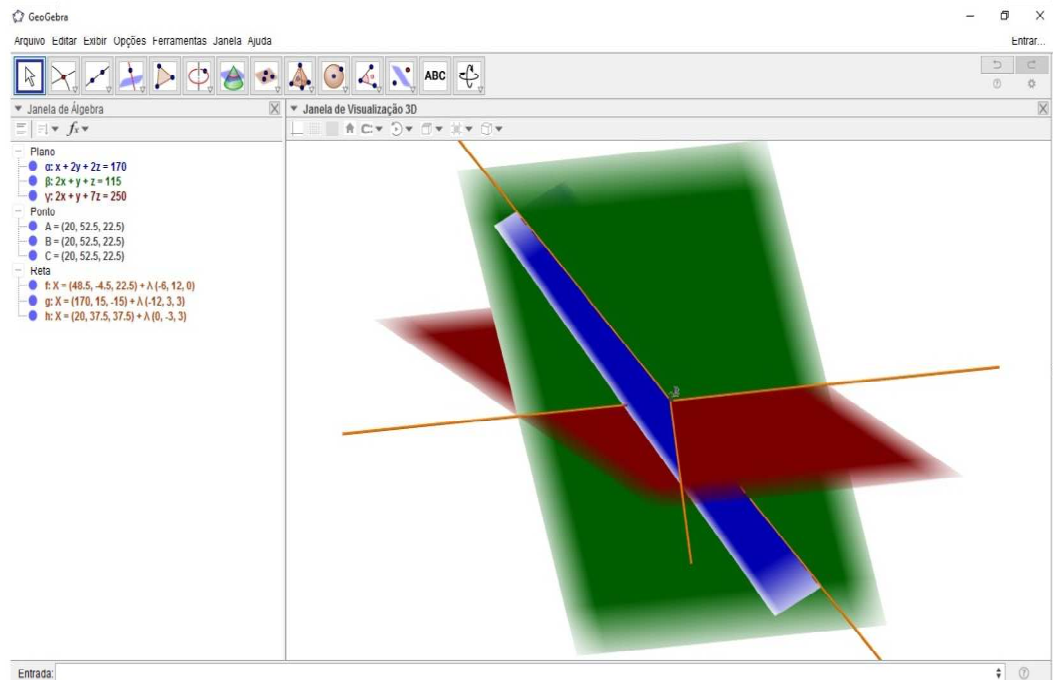 GeoGebra
Arquivo Editar Exibir Opções Ferramentas Janela Ajuda
Entrar...
ABC
Janela de Álgebra
Janela de Visualização 3D
fx
Plano
α: x + 2y + 2z = 170
β: 2x + y + z = 115
γ: 2x + y + 7z = 250
Ponto
A = (20, 52.5, 22.5)
B = (20, 52.5, 22.5)
C = (20, 52.5, 22.5)
Reta
f: X = (48.5, -4.5, 22.5) + λ (-6, 12, 0)
g: X = (170, 15, -15) + λ (-12, 3, 3)
h: X = (20, 37.5, 37.5) + λ (0, -3, 3)
Entrada: